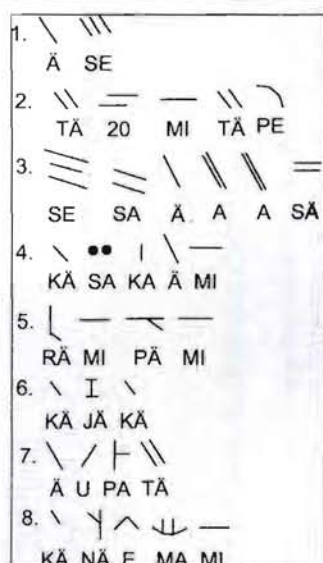 1.
Ä SE
2.
TÄ 20 MI TÄ PE
3.
SE SA Ä A A SÄ
4.
KÄ SA KA Ä MI
5.
RÄ MI PÄ MI
6.
KÄ JÄ KÄ
7.
Ä U PA TÄ
8.
KÄ NÄ E MA MI